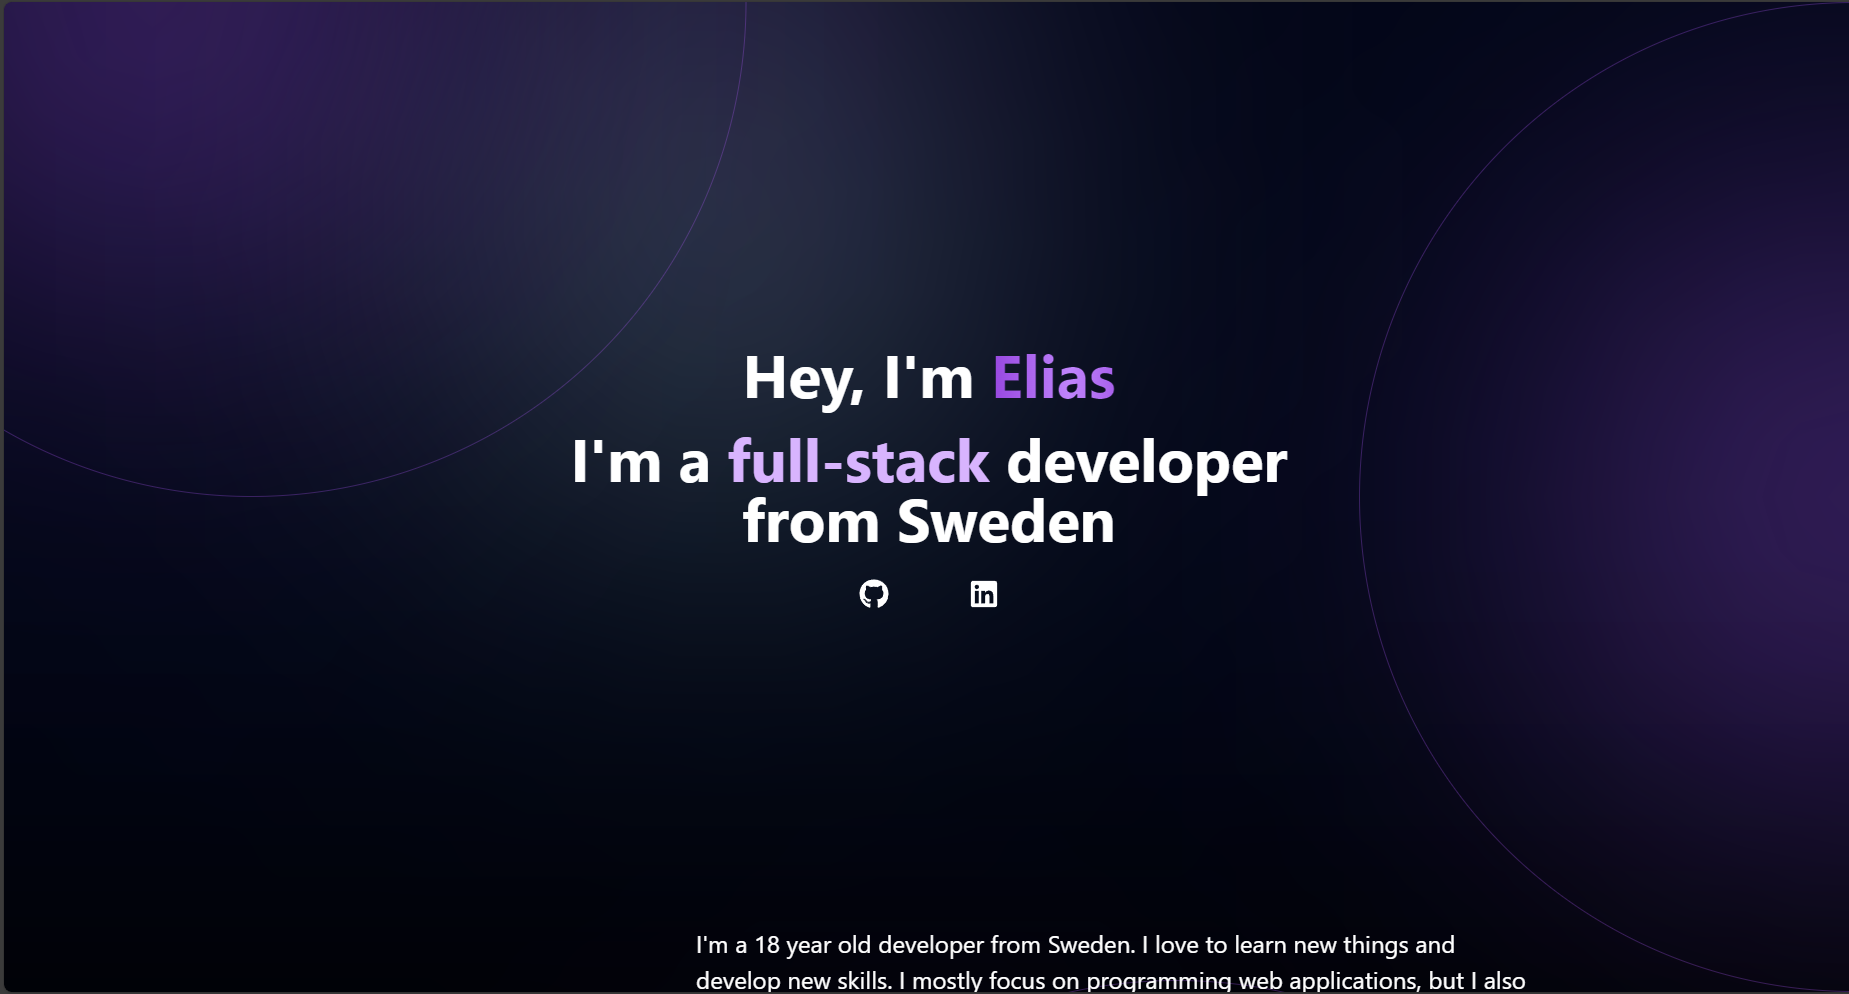 Hey, I'm Elias
I'm a full-stack developer
from Sweden
in
I'm a 18 year old developer from Sweden. I love to learn new things and
develop new skills. I mostly focus on programming web applications, but I also